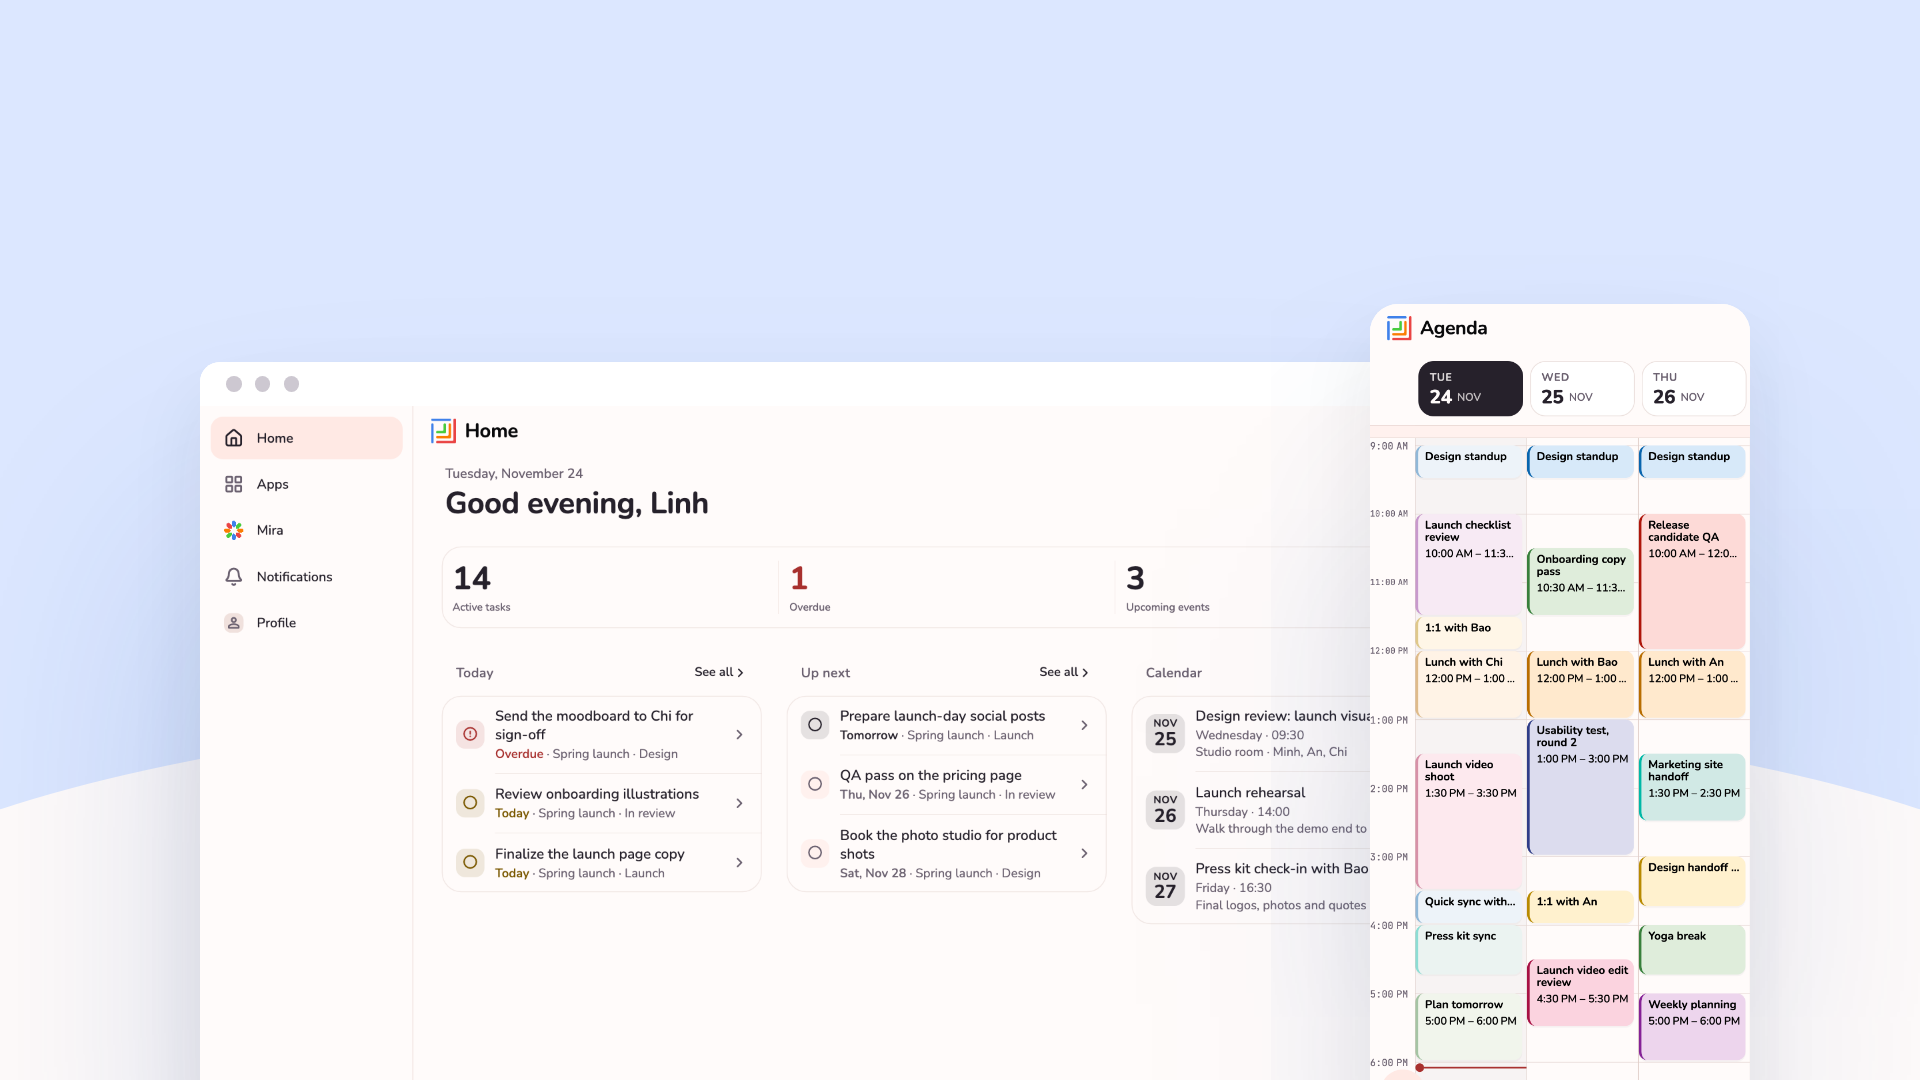 Home
Apps
Mira
Notifications
Profile
Home
Tuesday, November 24
Good evening, Linh
14
Active tasks
1
Overdue
3
Upcoming events
Today
See all
Send the moodboard to Chi for
sign-off
Overdue · Spring launch · Design
Review onboarding illustrations
Today · Spring launch · In review
Finalize the launch page copy
Today · Spring launch · Launch
Up next
See all
Prepare launch-day social posts
Tomorrow · Spring launch · Launch
QA pass on the pricing page
Thu, Nov 26 · Spring launch · In review
Book the photo studio for product
shots
Sat, Nov 28 · Spring launch · Design
Calendar
NOV
25
Design review: launch visua
Wednesday · 09:30
Studio room · Minh, An, Chi
NOV
26
Launch rehearsal
Thursday · 14:00
Walk through the demo end to
NOV
27
Press kit check-in with Bao
Friday · 16:30
Final logos, photos and quotes
Agenda
TUE
24 NOV
WED
25 NOV
THU
26 NOV
9:00 AM
10:00 AM
11:00 AM
12:00 PM
1:00 PM
2:00 PM
3:00 PM
4:00 PM
5:00 PM
6:00 PM
Design standup
Launch checklist
review
10:00 AM – 11:3...
1:1 with Bao
Lunch with Chi
12:00 PM – 1:00 ...
Launch video
shoot
1:30 PM – 3:30 PM
Quick sync with...
Press kit sync
Plan tomorrow
5:00 PM – 6:00 PM
Design standup
Onboarding copy
pass
10:30 AM – 11:3...
Lunch with Bao
12:00 PM – 1:00 ...
Usability test,
round 2
1:00 PM – 3:00 PM
1:1 with An
Launch video edit
review
4:30 PM – 5:30 PM
Design standup
Release
candidate QA
10:00 AM – 12:0...
Lunch with An
12:00 PM – 1:00 ...
Marketing site
handoff
1:30 PM – 2:30 PM
Design handoff ...
Yoga break
Weekly planning
5:00 PM – 6:00 PM